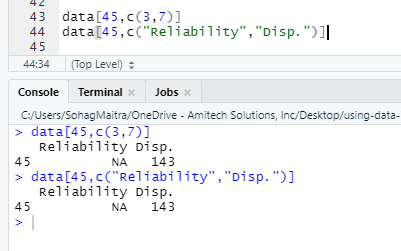 42
43 data[45,c(3,7)]
44 data[45,c("Reliability","Disp.")]
45
44:34 (Top Level)
Console Terminal × Jobs ×
C:/Users/SohagMaitra/OneDrive - Amitech Solutions, Inc/Desktop/using-data-
> data[45,c(3,7)]
Reliability Disp.
45 NA 143
> data[45,c("Reliability","Disp.")]
Reliability Disp.
45 NA 143
>